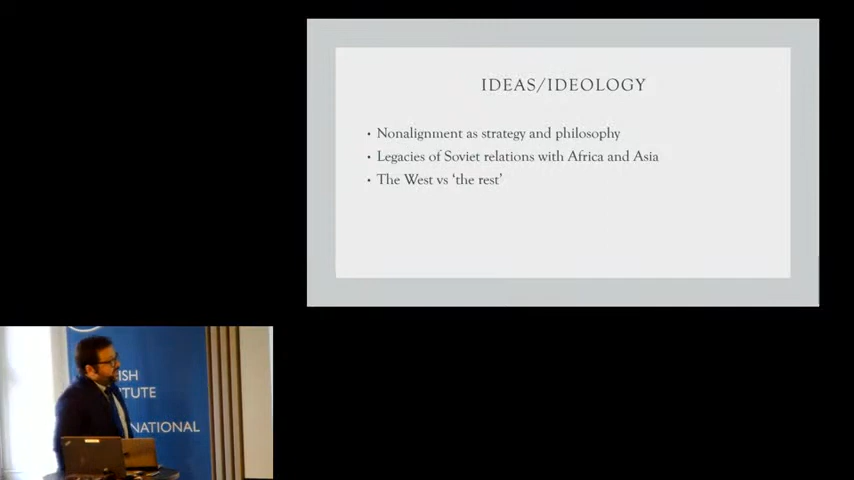 IDEAS/IDEOLOGY
• Nonalignment as strategy and philosophy
• Legacies of Soviet relations with Africa and Asia
• The West vs ‘the rest’
ISH
TUTE
NATIONAL